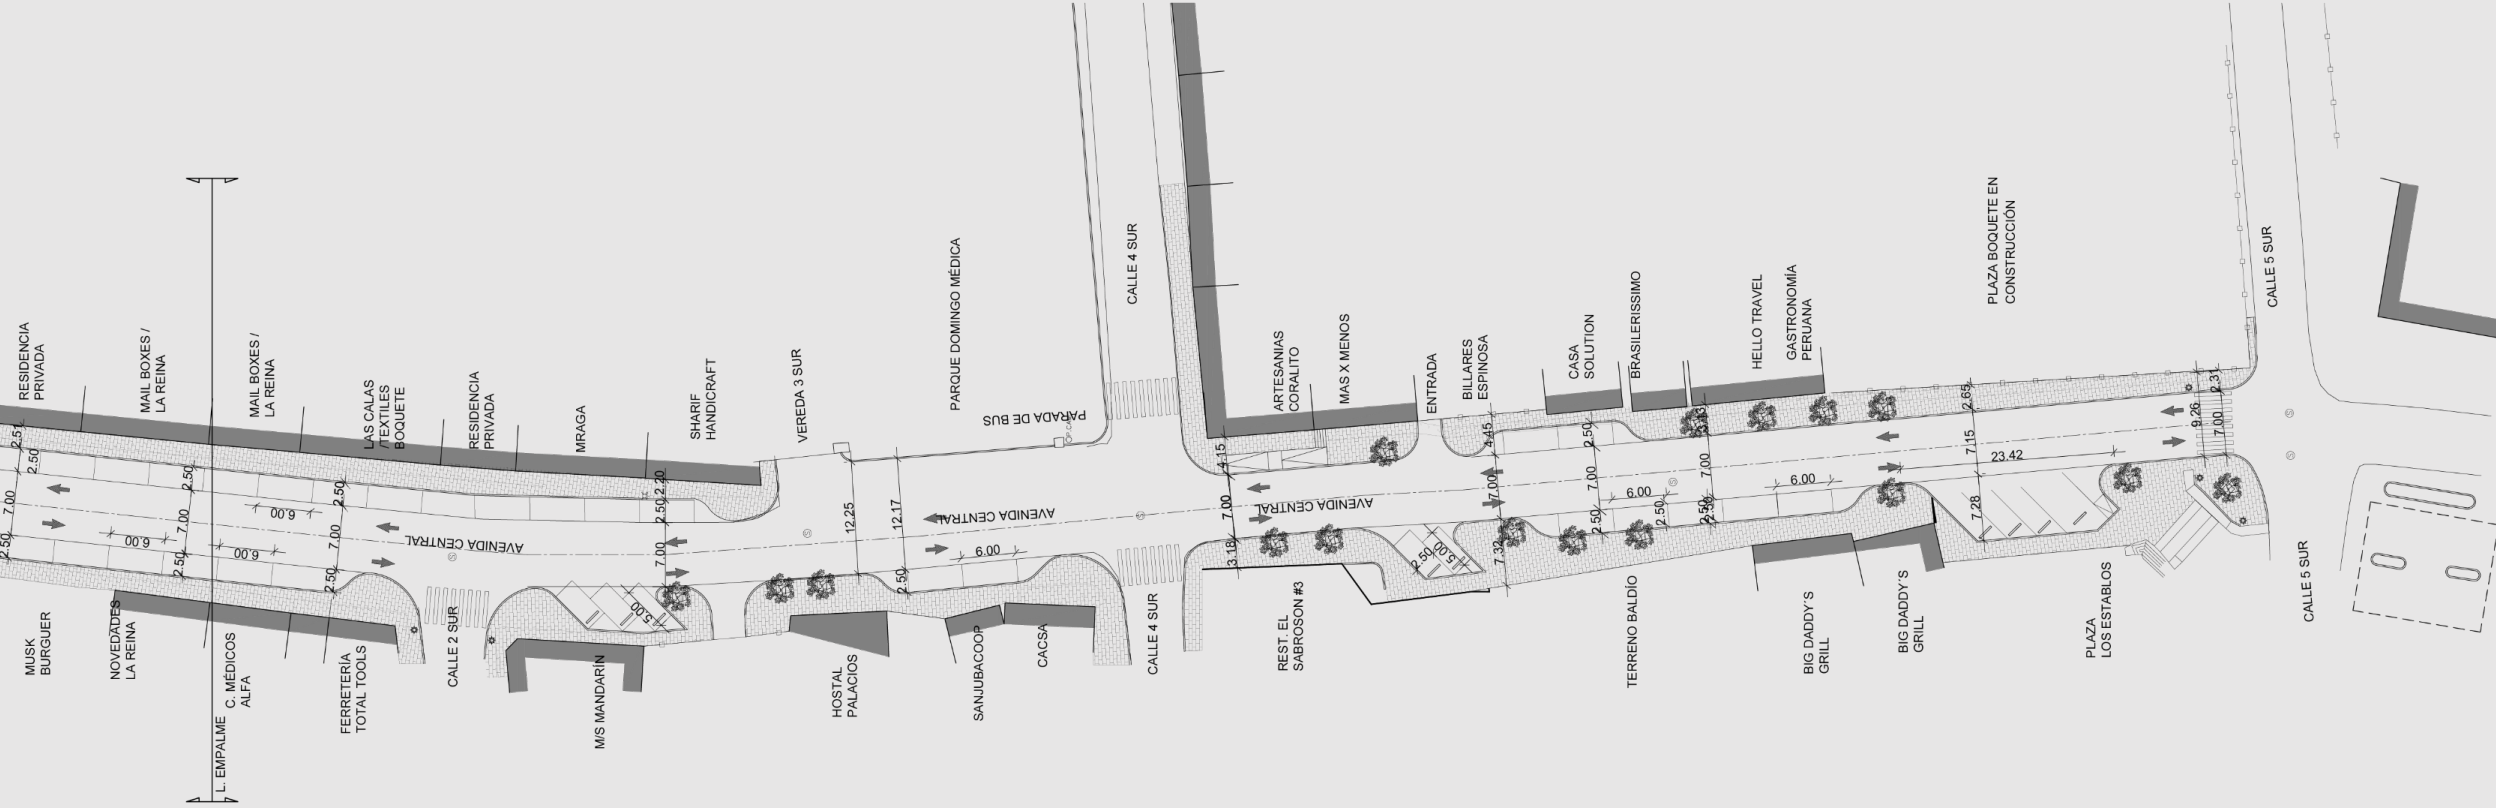 RESIDENCIA
PRIVADA
MAIL BOXES /
LA REINA
MAIL BOXES /
LA REINA
LAS CALAS
/TEXTILES
BOQUETE
RESIDENCIA
PRIVADA
MRAGA
SHARIF
HANDICRAFT
VEREDA 3 SUR
PARQUE DOMINGO MÉDICA
PARADA DE BUS
CALLE 4 SUR
ARTESANIAS
CORALITO
MAS X MENOS
ENTRADA
BILLARES
ESPINOSA
CASA
SOLUTION
BRASILERISSIMO
HELLO TRAVEL
GASTRONOMÍA
PERUANA
PLAZA BOQUETE EN
CONSTRUCCIÓN
CALLE 5 SUR
2.51
2.50
7.00
2.50
6.00
2.50
7.00
2.50
6.00
6.00
2.50
7.00
2.50
AVENIDA CENTRAL
2.20
2.50
7.00
5.00
12.25
12.17
2.50
AVENIDA CENTRAL
6.00
4.15
7.00
3.18
AVENIDA CENTRAL
2.50
5.00
4.45
7.00
7.32
2.50
7.00
2.50
6.00
2.50
7.00
6.00
2.65
7.15
7.28
23.42
9.26
2.31
7.00
MUSK
BURGUER
NOVEDADES
LA REINA
L. EMPALME
C. MÉDICOS
ALFA
FERRETERÍA
TOTAL TOOLS
CALLE 2 SUR
M/S MANDARÍN
HOSTAL
PALACIOS
SANJUBACOOP
CACSA
CALLE 4 SUR
REST. EL
SABROSON #3
TERRENO BALDÍO
BIG DADDY'S
GRILL
BIG DADDY'S
GRILL
PLAZA
LOS ESTABLOS
CALLE 5 SUR